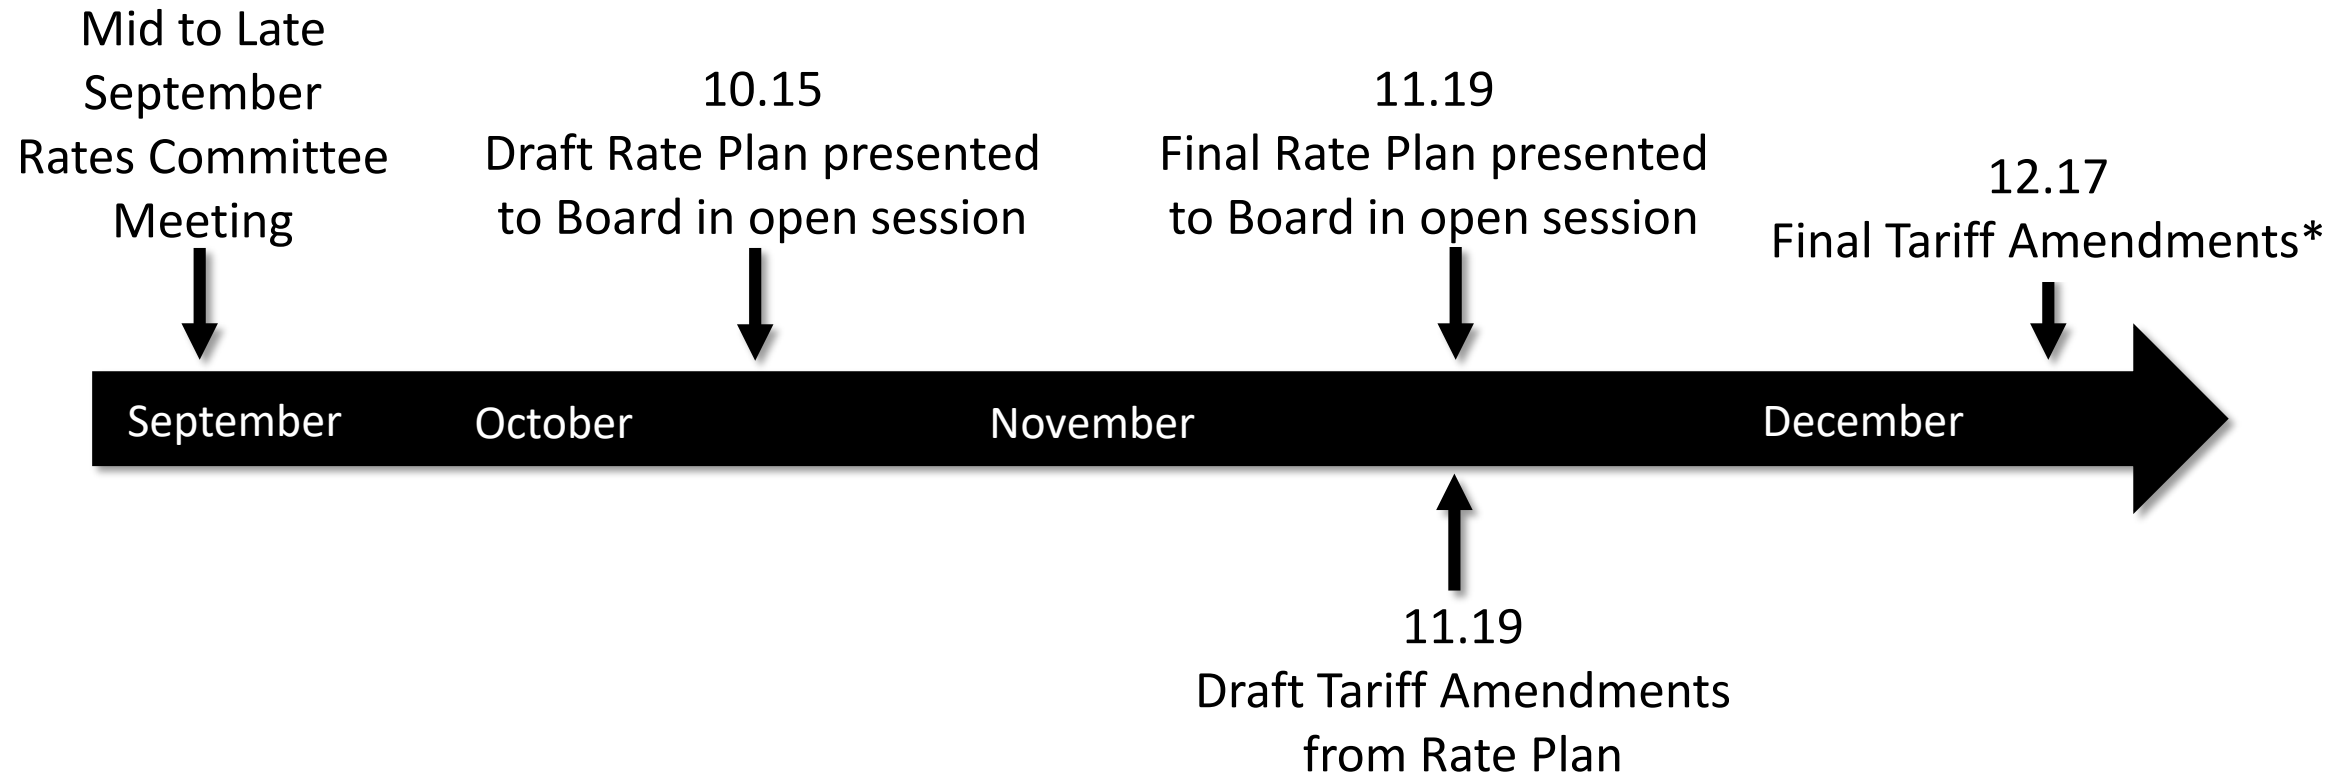 Mid to Late
September
Rates Committee
Meeting
10.15
Draft Rate Plan presented
to Board in open session
11.19
Final Rate Plan presented
to Board in open session
12.17
Final Tariff Amendments*
September
October
November
December
11.19
Draft Tariff Amendments
from Rate Plan